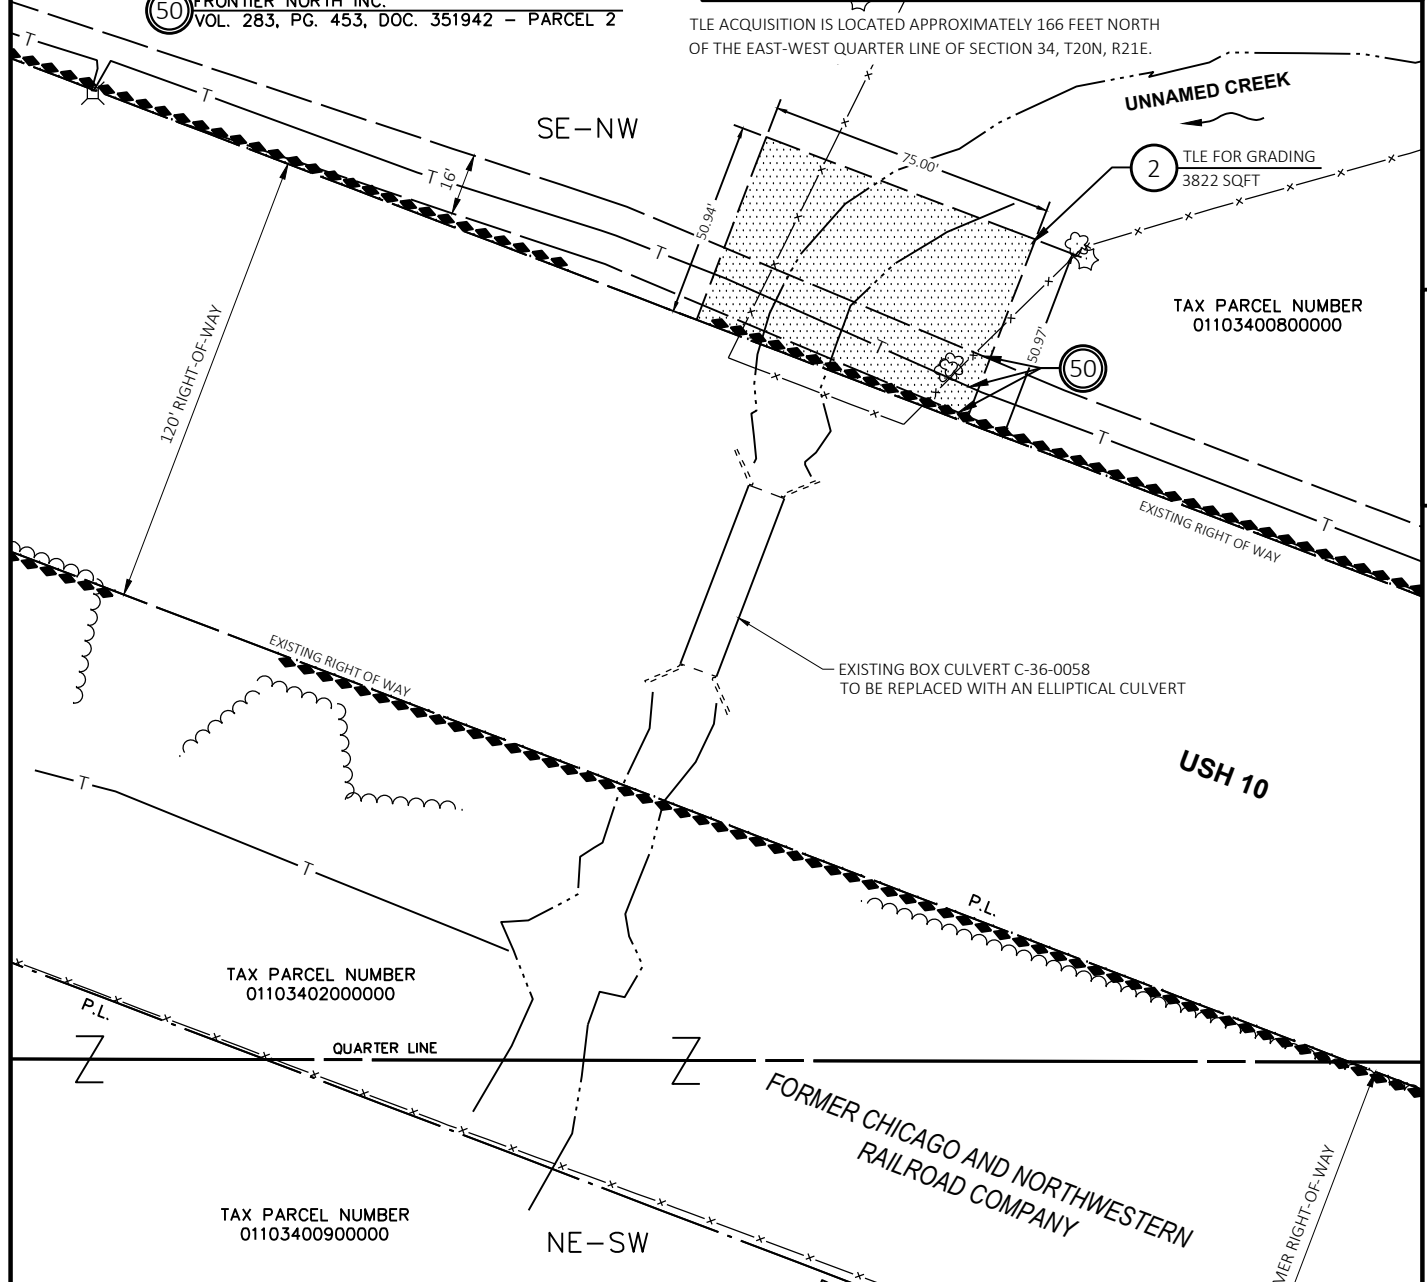 50
FRONTIER NORTH INC.
VOL. 283, PG. 453, DOC. 351942 – PARCEL 2
TLE ACQUISITION IS LOCATED APPROXIMATELY 166 FEET NORTH
OF THE EAST-WEST QUARTER LINE OF SECTION 34, T20N, R21E.
T
T
SE–NW
UNNAMED CREEK
75.00'
2
TLE FOR GRADING
3822 SQFT
T
16'
50.94'
T
TAX PARCEL NUMBER
01103400800000
120' RIGHT-OF-WAY
T
50.97'
50
T
EXISTING RIGHT OF WAY
T
EXISTING RIGHT OF WAY
EXISTING BOX CULVERT C-36-0058
TO BE REPLACED WITH AN ELLIPTICAL CULVERT
USH 10
T
T
P.L.
TAX PARCEL NUMBER
01103402000000
P.L.
QUARTER LINE
FORMER CHICAGO AND NORTHWESTERN
RAILROAD COMPANY
TAX PARCEL NUMBER
01103400900000
NE–SW
MER RIGHT-OF-WAY